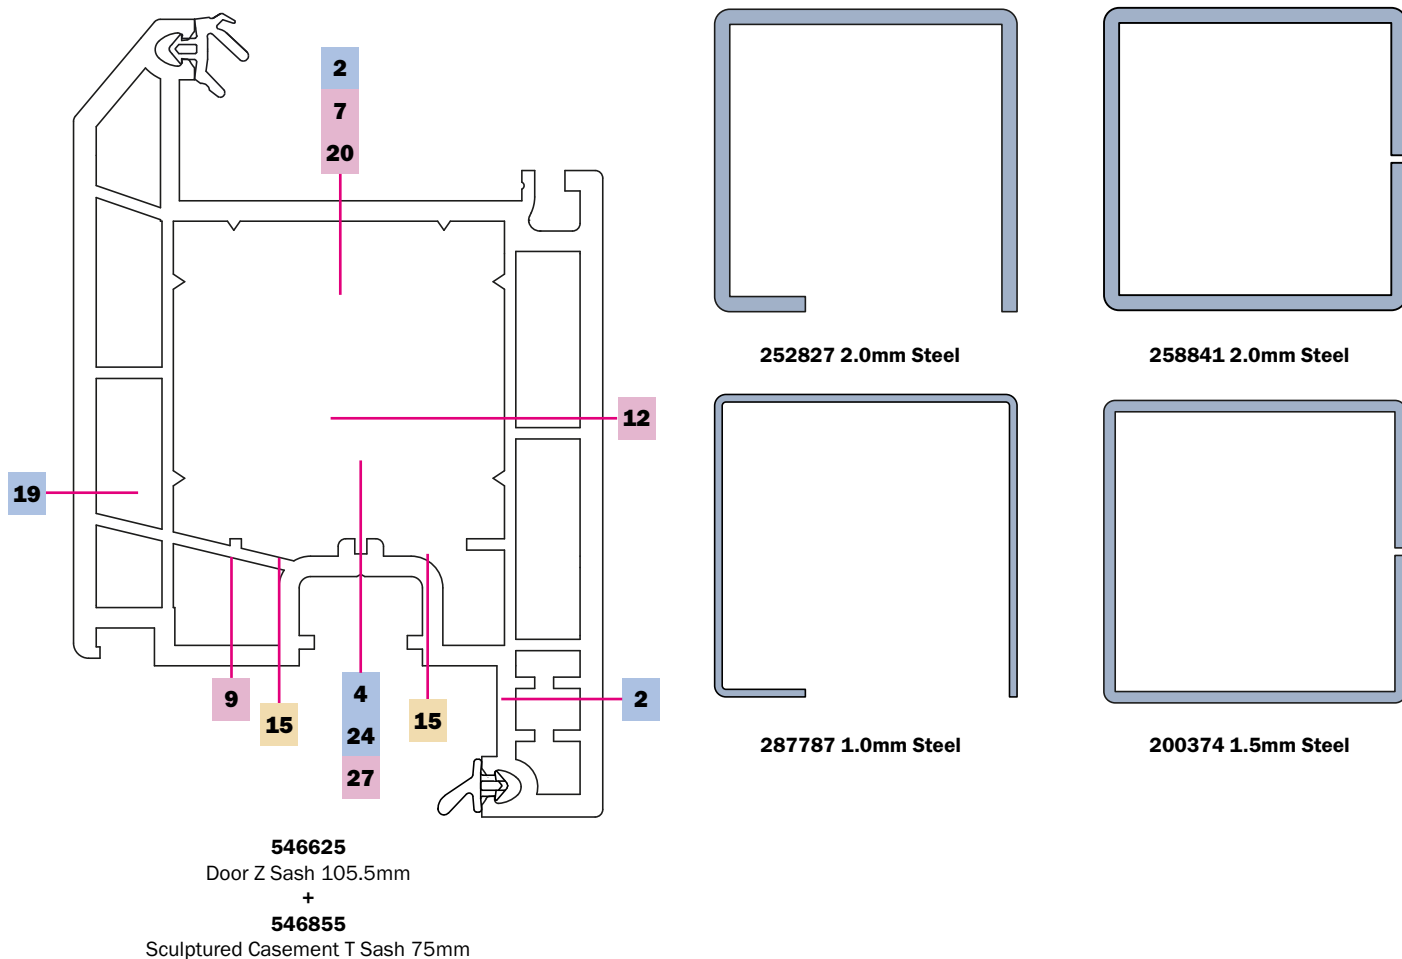 2
7
20
12
19
9
15
4
24
27
15
2
546625
Door Z Sash 105.5mm
+
546855
Sculptured Casement T Sash 75mm
252827 2.0mm Steel
258841 2.0mm Steel
287787 1.0mm Steel
200374 1.5mm Steel